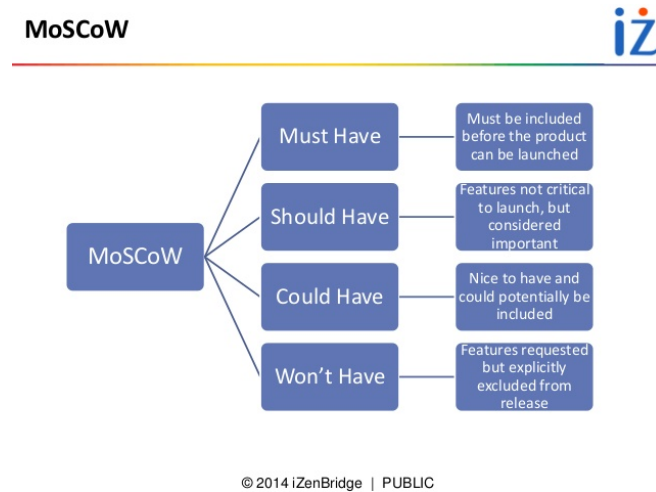 MoSCoW
iZ
MoSCoW
Must Have
Must be included
before the product
can be launched
Should Have
Features not critical
to launch, but
considered
important
Could Have
Nice to have and
could potentially be
included
Won't Have
Features requested
but explicitly
excluded from
release
© 2014 iZenBridge | PUBLIC